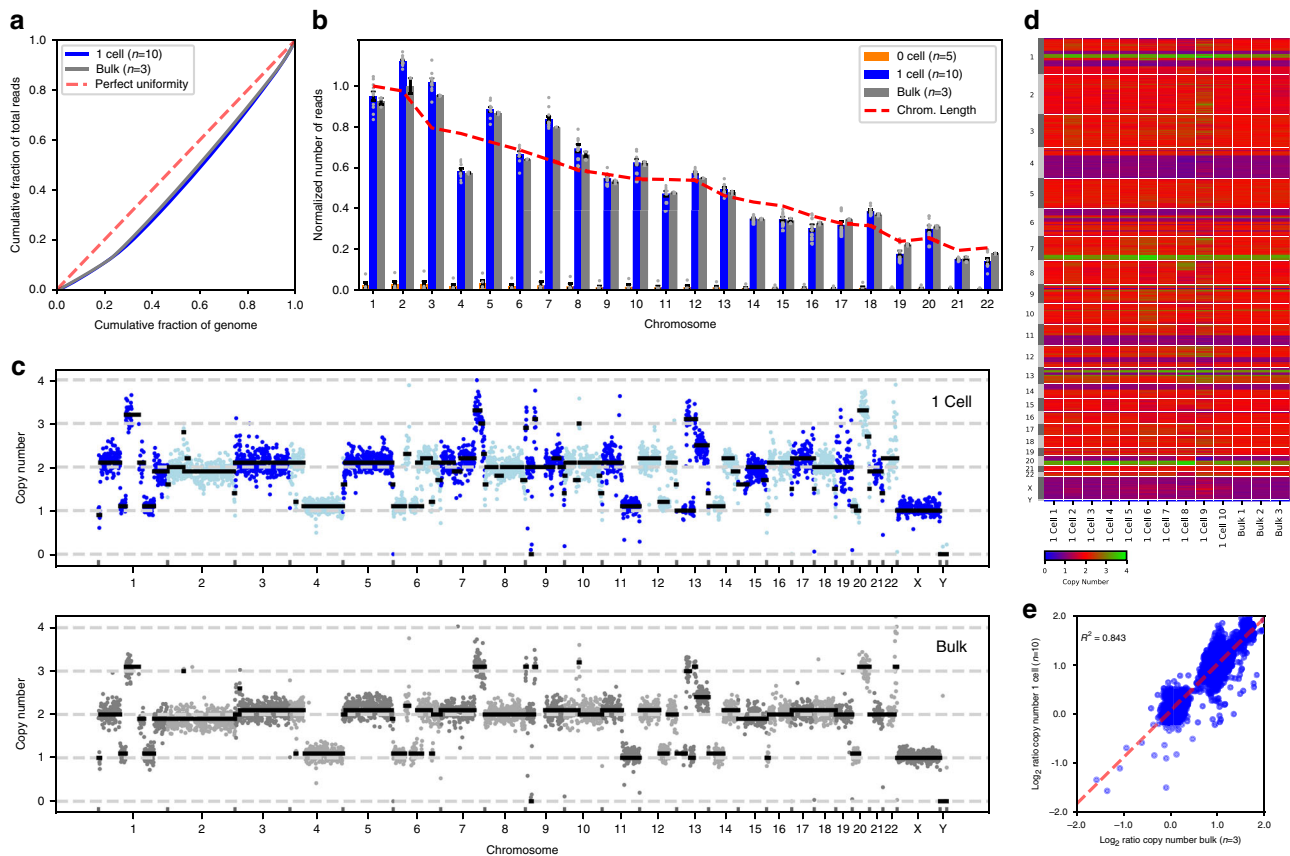 a
1.0
0.8
0.6
0.4
0.2
0.0
Cumulative fraction of total reads
1 cell (n=10)
Bulk (n=3)
Perfect uniformity
0.0 0.2 0.4 0.6 0.8 1.0
Cumulative fraction of genome
b
1.0
0.8
0.6
0.4
0.2
0.0
Normalized number of reads
0 cell (n=5)
1 cell (n=10)
Bulk (n=3)
Chrom. Length
1 2 3 4 5 6 7 8 9 10 11 12 13 14 15 16 17 18 19 20 21 22
Chromosome
c
4
3
2
1
0
Copy number
1 Cell
1 2 3 4 5 6 7 8 9 10 11 12 13 14 15 16 17 18 19 20 21 22 X Y
4
3
2
1
0
Copy number
Bulk
1 2 3 4 5 6 7 8 9 10 11 12 13 14 15 16 17 18 19 20 21 22 X Y
Chromosome
d
1
2
3
4
5
6
7
8
9
10
11
12
13
14
15
16
17
18
19
20
21
22
X
Y
1 Cell 1
1 Cell 2
1 Cell 3
1 Cell 4
1 Cell 5
1 Cell 6
1 Cell 7
1 Cell 8
1 Cell 9
1 Cell 10
Bulk 1
Bulk 2
Bulk 3
0 1 2 3 4
Copy Number
e
2.0
1.0
0.0
−1.0
−2.0
Log2 ratio copy number 1 cell (n=10)
R² = 0.843
−2.0 −1.0 0.0 1.0 2.0
Log2 ratio copy number bulk (n=3)